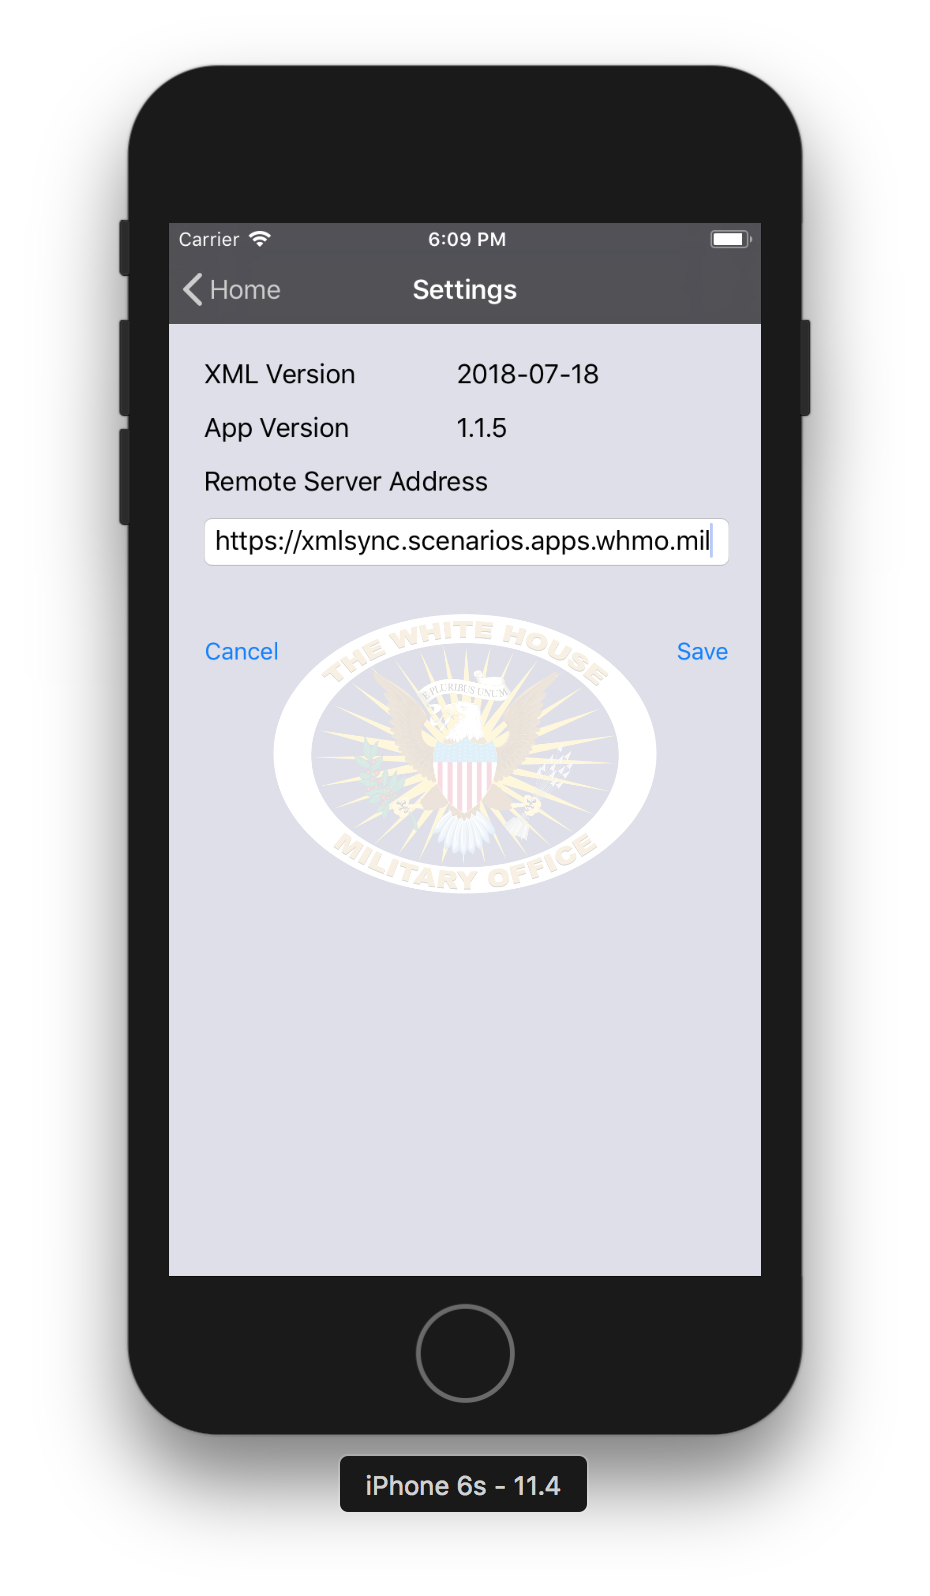 Carrier 6:09 PM
Home Settings
XML Version 2018-07-18
App Version 1.1.5
Remote Server Address
https://xmlsync.scenarios.apps.whmo.mil
Cancel Save
THE WHITE HOUSE
E PLURIBUS UNUM
MILITARY OFFICE
iPhone 6s - 11.4